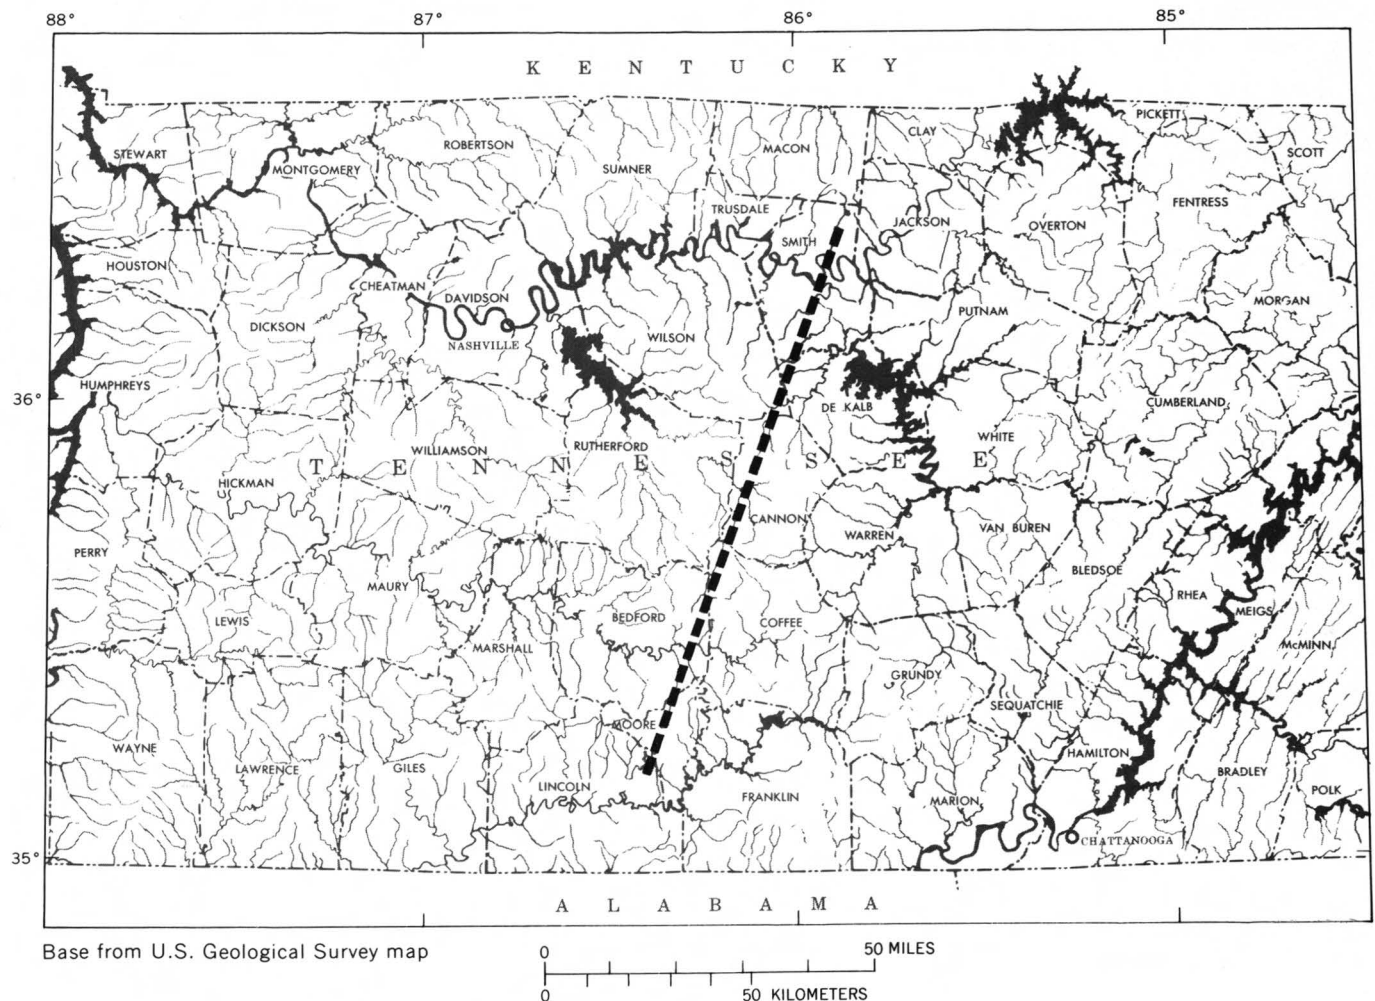 88° 87° 86° 85°
KENTUCKY
PICKETT
CLAY
ROBERTSON
MACON
STEWART
SCOTT
MONTGOMERY
SUMNER
FENTRESS
TRUSDALE
JACKSON
OVERTON
SMITH
HOUSTON
CHEATMAN
DAVIDSON
MORGAN
PUTNAM
DICKSON
WILSON
NASHVILLE
HUMPHREYS
36°
CUMBERLAND
DE KALB
WHITE
RUTHERFORD
WILLIAMSON
TENNESSEE
HICKMAN
CANNON
VAN BUREN
WARREN
PERRY
BLEDSOE
MAURY
RHEA
MEIGS
BEDFORD
LEWIS
COFFEE
McMINN
MARSHALL
GRUNDY
SEQUATCHIE
MOORE
WAYNE
HAMILTON
LAWRENCE
GILES
BRADLEY
LINCOLN
POLK
FRANKLIN
MARION
CHATTANOOGA
35°
ALABAMA
Base from U.S. Geological Survey map
0 50 MILES
0 50 KILOMETERS